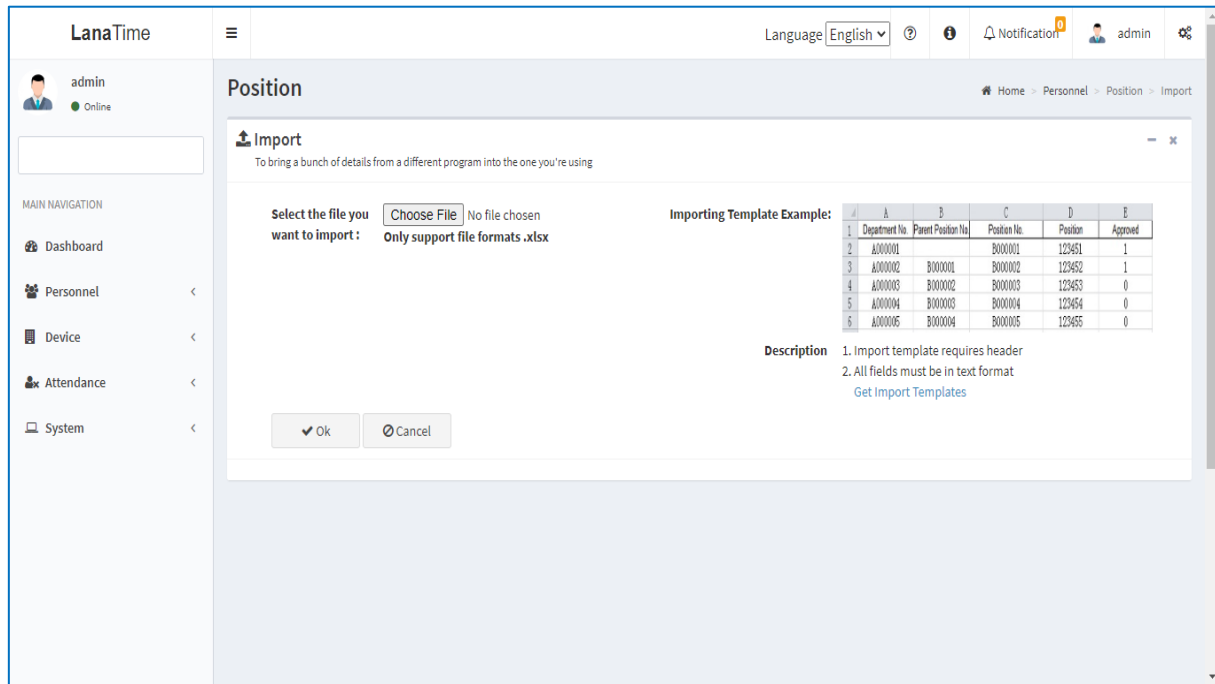 LanaTime
Language English
Notification 0
admin
admin
Online
MAIN NAVIGATION
Dashboard
Personnel
Device
Attendance
System
Position
Home > Personnel > Position > Import
Import
To bring a bunch of details from a different program into the one you're using
Select the file you want to import :
Choose File No file chosen
Only support file formats .xlsx
Importing Template Example:
A B C D E
1 Department No. Parent Position No. Position No. Position Approved
2 A000001 B000001 123451 1
3 A000002 B000001 B000002 123452 1
4 A000003 B000002 B000003 123453 0
5 A000004 B000003 B000004 123454 0
6 A000005 B000004 B000005 123455 0
Description
1. Import template requires header
2. All fields must be in text format
Get Import Templates
Ok
Cancel